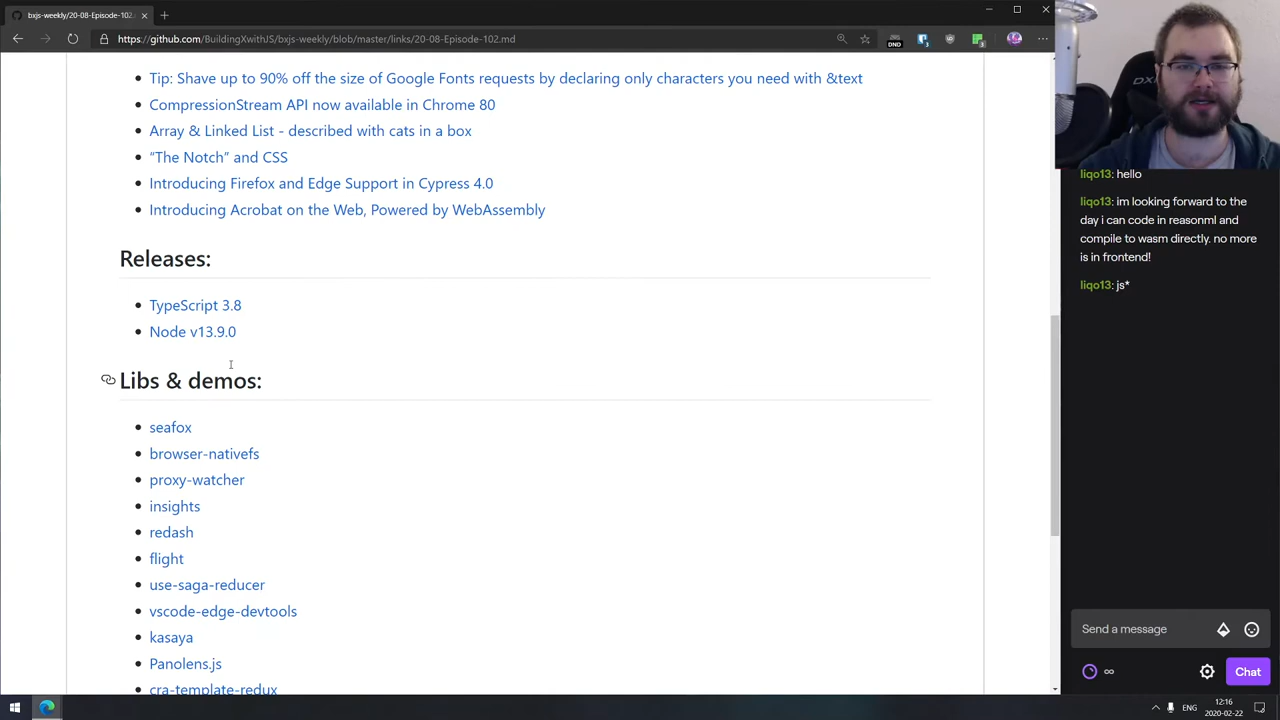 bxjs-weekly/20-08-Episode-102.
https://github.com/BuildingXwithJS/bxjs-weekly/blob/master/links/20-08-Episode-102.md
DND
3
3
Tip: Shave up to 90% off the size of Google Fonts requests by declaring only characters you need with &text
CompressionStream API now available in Chrome 80
Array & Linked List - described with cats in a box
“The Notch” and CSS
Introducing Firefox and Edge Support in Cypress 4.0
Introducing Acrobat on the Web, Powered by WebAssembly
Releases:
TypeScript 3.8
Node v13.9.0
Libs & demos:
seafox
browser-nativefs
proxy-watcher
insights
redash
flight
use-saga-reducer
vscode-edge-devtools
kasaya
Panolens.js
cra-template-redux
DX
liqo13: hello
liqo13: im looking forward to the
day i can code in reasonml and
compile to wasm directly. no more
is in frontend!
liqo13: js*
Send a message
∞
Chat
ENG
12:16
2020-02-22